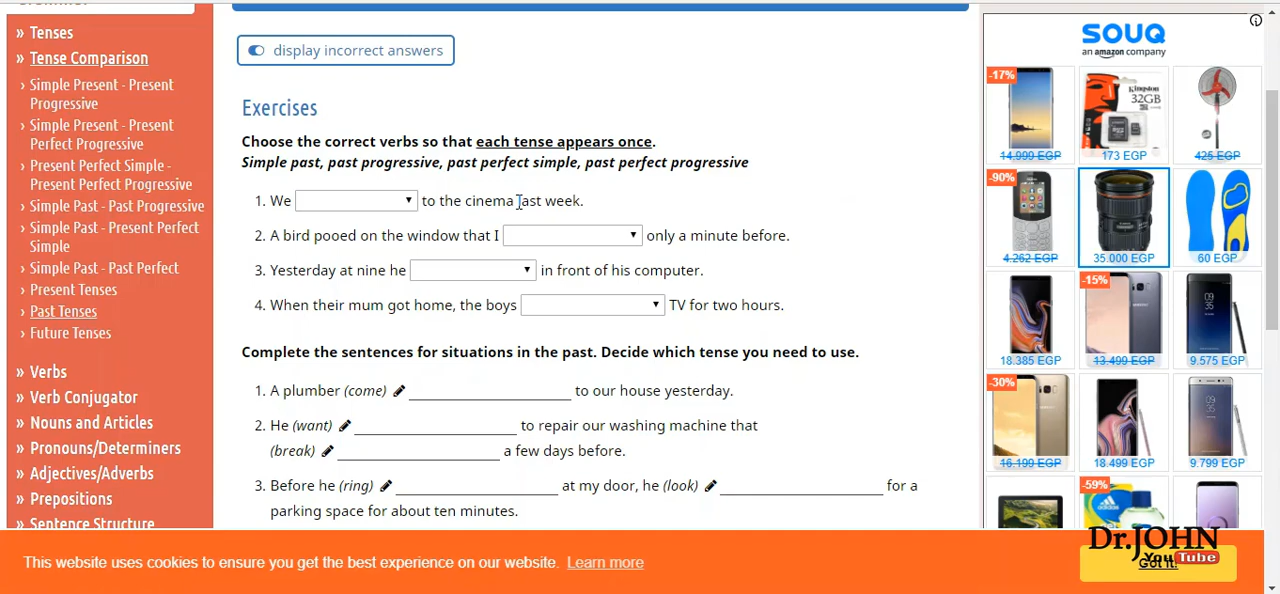 » Tenses
» Tense Comparison
› Simple Present - Present
Progressive
› Simple Present - Present
Perfect Progressive
› Present Perfect Simple -
Present Perfect Progressive
› Simple Past - Past Progressive
› Simple Past - Present Perfect
Simple
› Simple Past - Past Perfect
› Present Tenses
› Past Tenses
› Future Tenses
» Verbs
» Verb Conjugator
» Nouns and Articles
» Pronouns/Determiners
» Adjectives/Adverbs
» Prepositions
» Sentence Structure
display incorrect answers
Exercises
Choose the correct verbs so that each tense appears once.
Simple past, past progressive, past perfect simple, past perfect progressive
1. We to the cinema last week.
2. A bird pooed on the window that I only a minute before.
3. Yesterday at nine he in front of his computer.
4. When their mum got home, the boys TV for two hours.
Complete the sentences for situations in the past. Decide which tense you need to use.
1. A plumber (come) to our house yesterday.
2. He (want) to repair our washing machine that
(break) a few days before.
3. Before he (ring) at my door, he (look) for a
parking space for about ten minutes.
SOUQ
an amazon company
-17%
14.999 EGP
Kingston
32GB
173 EGP
425 EGP
-90%
4.262 EGP
35.000 EGP
60 EGP
18.385 EGP
-15%
13.499 EGP
9.575 EGP
-30%
16.199 EGP
18.499 EGP
9.799 EGP
-59%
adidas
This website uses cookies to ensure you get the best experience on our website. Learn more
Got it!
Dr.JOHN
YouTube